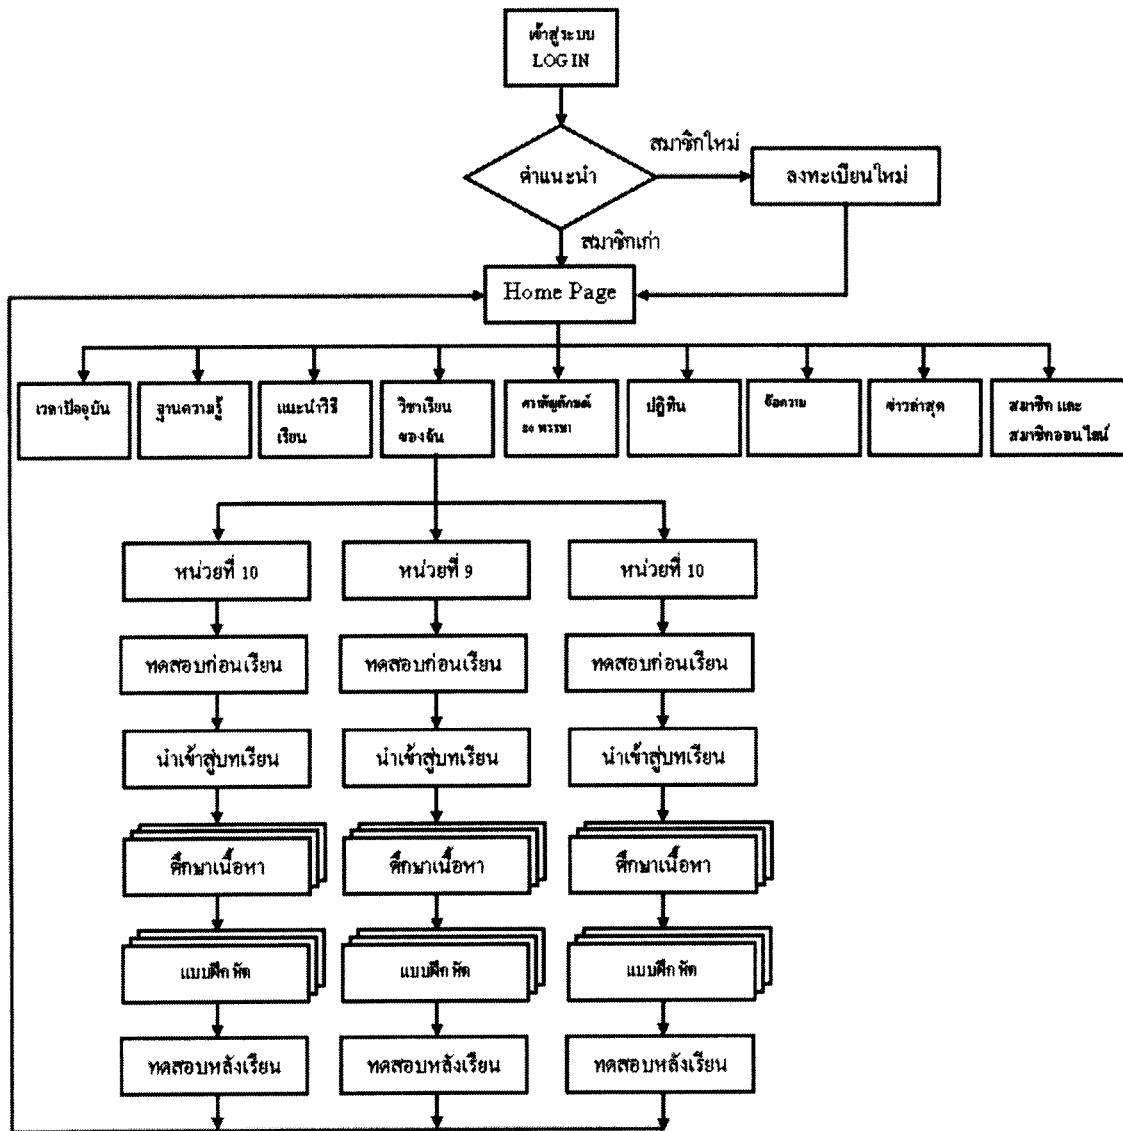 เข้าสู่ระบบ
LOG IN
คำแนะนำ
สมาชิกใหม่
ลงทะเบียนใหม่
สมาชิกเก่า
Home Page
เวลาปัจจุบัน
ฐานความรู้
แนะนำวิธี
เรียน
วิชาเรียน
ของฉัน
ตราสัญลักษณ์
80 พรรษา
ปฏิทิน
ข้อความ
ข่าวล่าสุด
สมาชิก และ
สมาชิกออนไลน์
หน่วยที่ 10
หน่วยที่ 9
หน่วยที่ 10
ทดสอบก่อนเรียน
ทดสอบก่อนเรียน
ทดสอบก่อนเรียน
นำเข้าสู่บทเรียน
นำเข้าสู่บทเรียน
นำเข้าสู่บทเรียน
ศึกษาเนื้อหา
ศึกษาเนื้อหา
ศึกษาเนื้อหา
แบบฝึกหัด
แบบฝึกหัด
แบบฝึกหัด
ทดสอบหลังเรียน
ทดสอบหลังเรียน
ทดสอบหลังเรียน